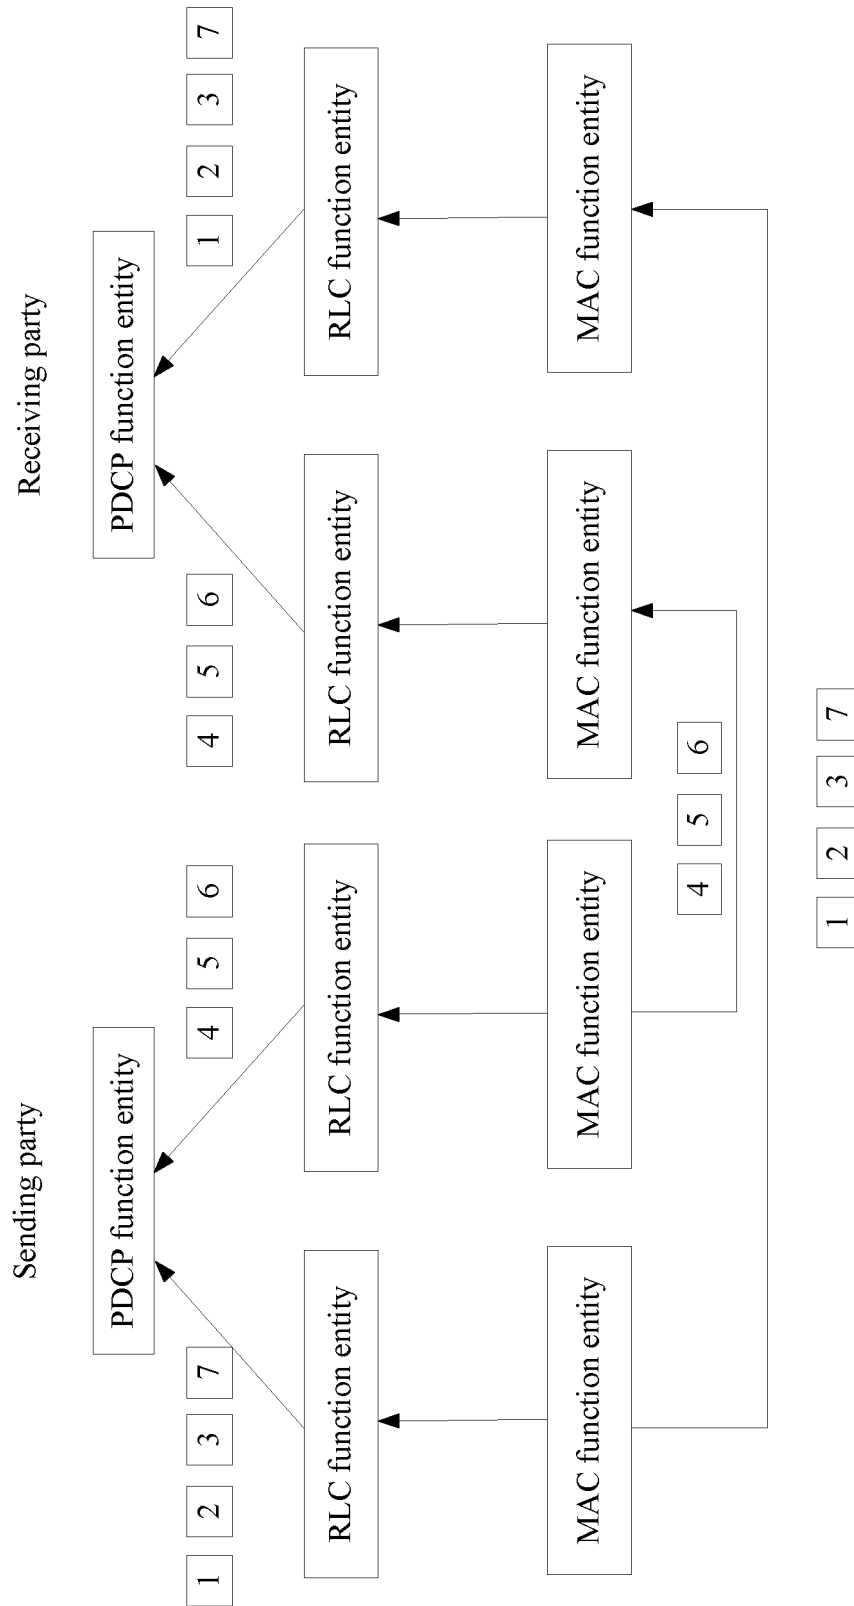 Sending party
Receiving party
PDCP function entity
PDCP function entity
1 2 3 7
4 5 6
4 5 6
1 2 3 7
RLC function entity
RLC function entity
RLC function entity
RLC function entity
MAC function entity
MAC function entity
MAC function entity
MAC function entity
4 5 6
1 2 3 7